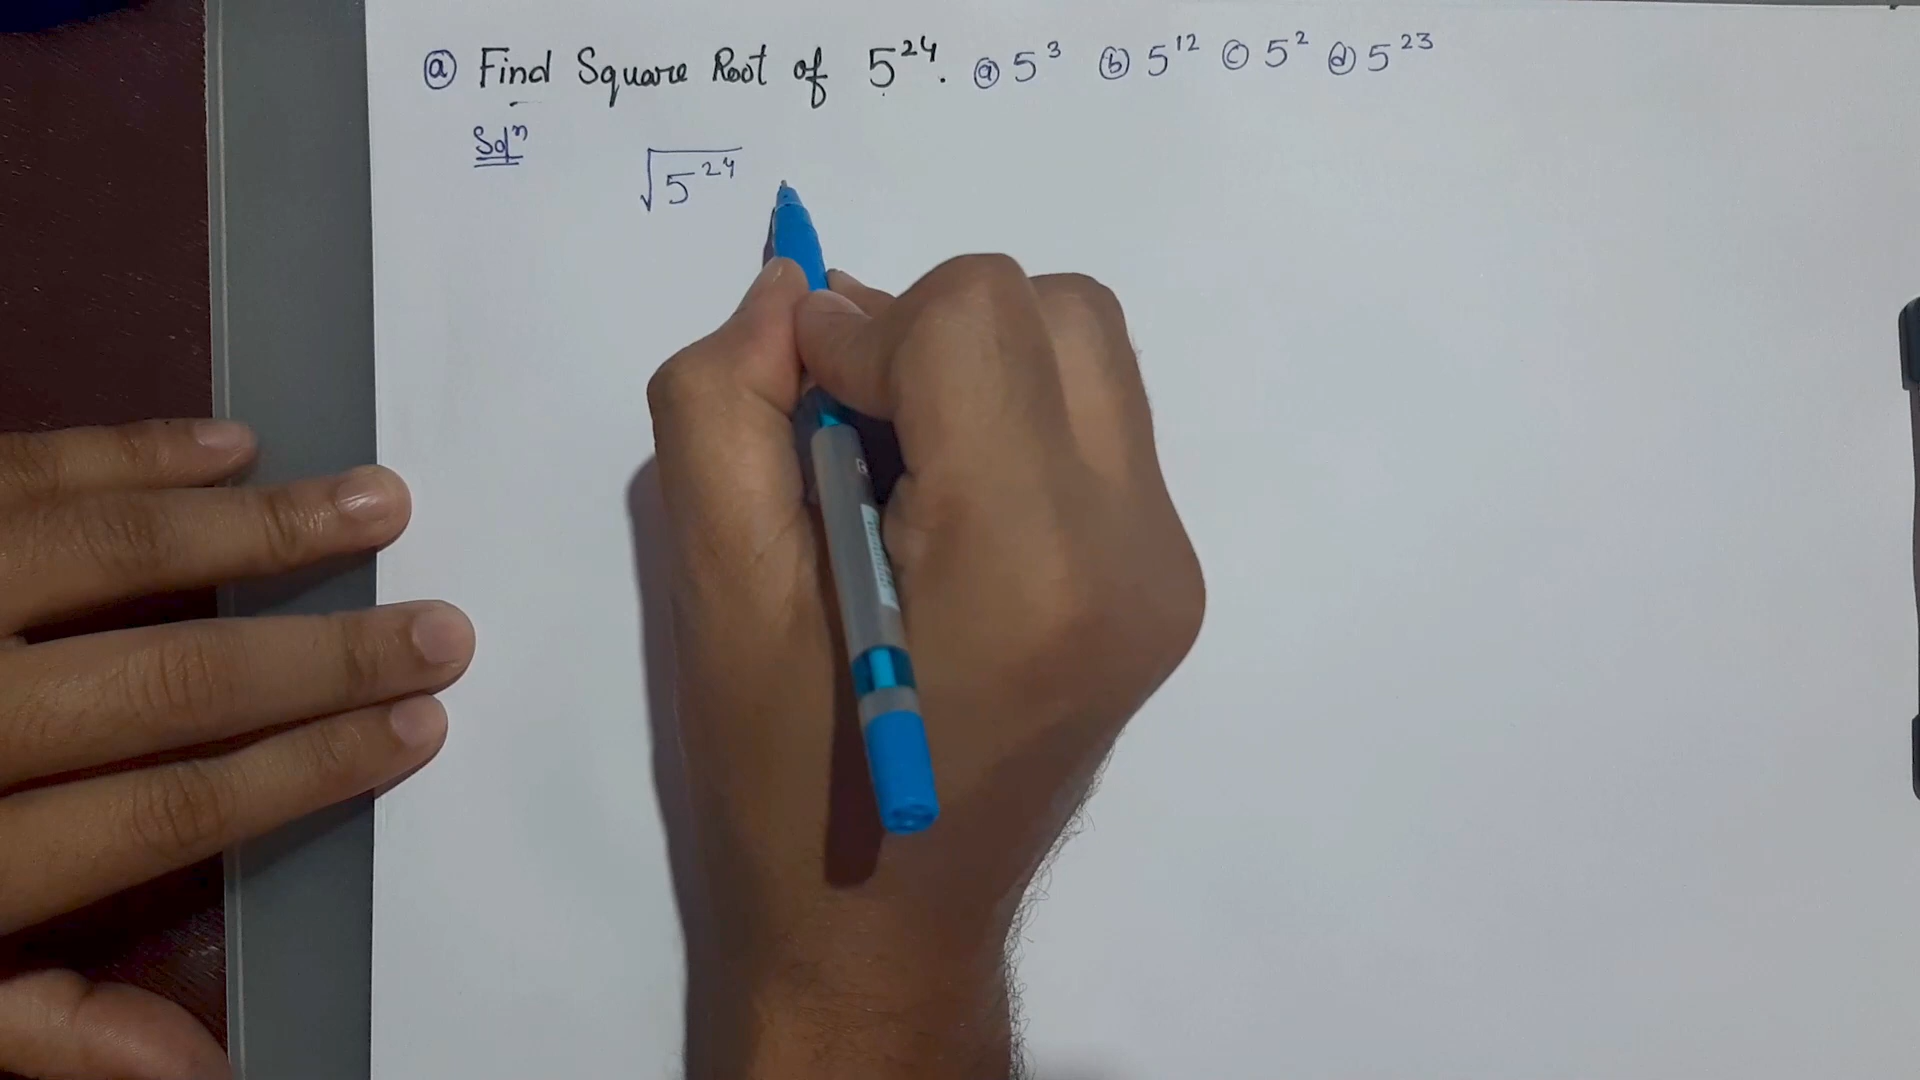 ⓐ Find Square Root of 5²⁴. ⓐ 5³ ⓑ 5¹² ⓒ 5² ⓓ 5²³
Solⁿ
√5²⁴